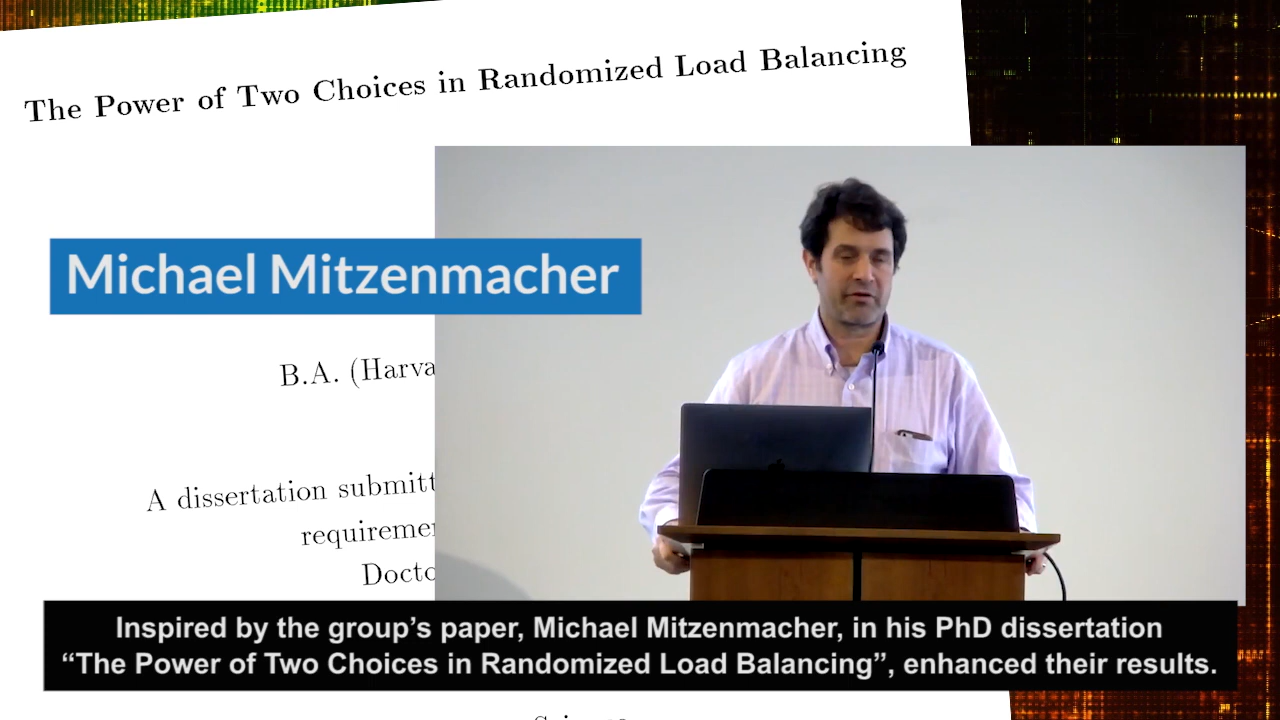 The Power of Two Choices in Randomized Load Balancing
Michael Mitzenmacher
B.A. (Harva
A dissertation submitt
requiremen
Docto
Inspired by the group’s paper, Michael Mitzenmacher, in his PhD dissertation
“The Power of Two Choices in Randomized Load Balancing”, enhanced their results.